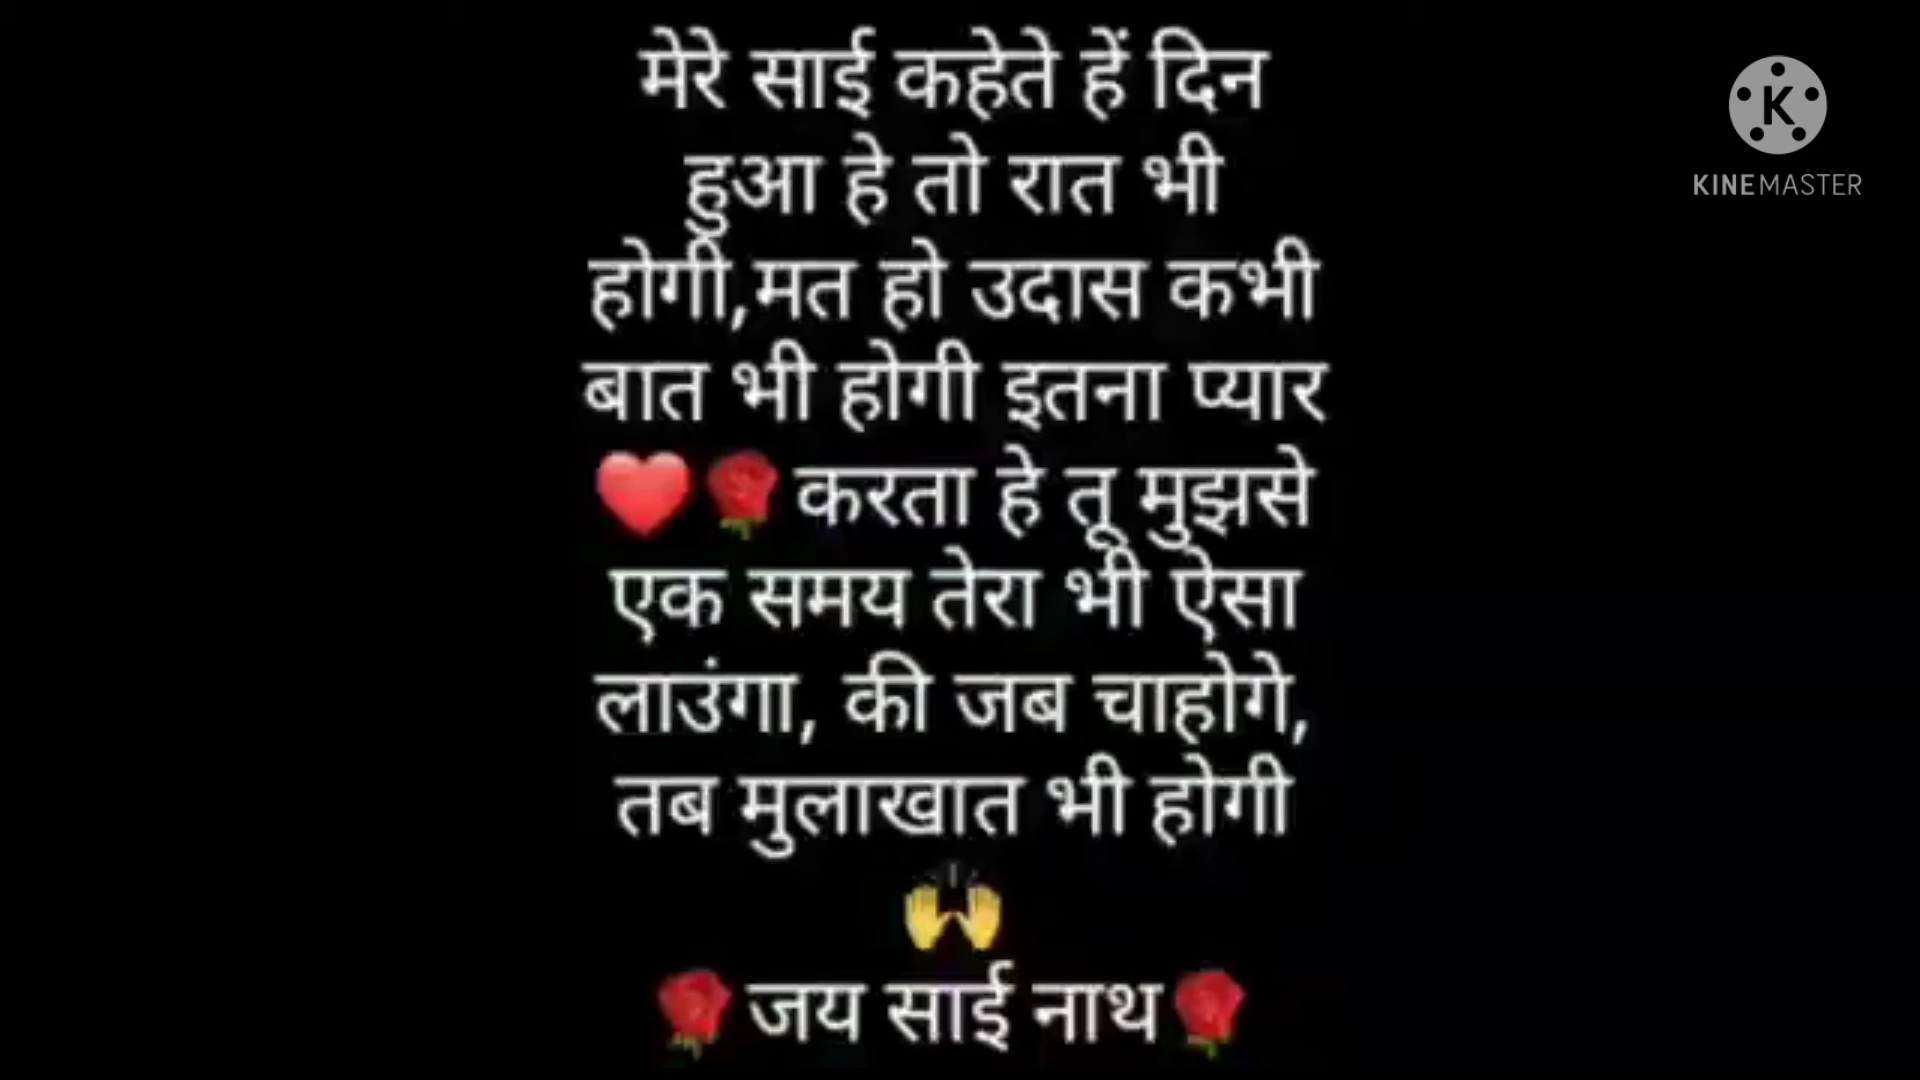 मेरे साई कहेते हें दिन
हुआ हे तो रात भी
होगी,मत हो उदास कभी
बात भी होगी इतना प्यार
❤️🌹करता हे तू मुझसे
एक समय तेरा भी ऐसा
लाउंगा, की जब चाहोगे,
तब मुलाखात भी होगी
🙌
🌹जय साई नाथ🌹
K
KINEMASTER